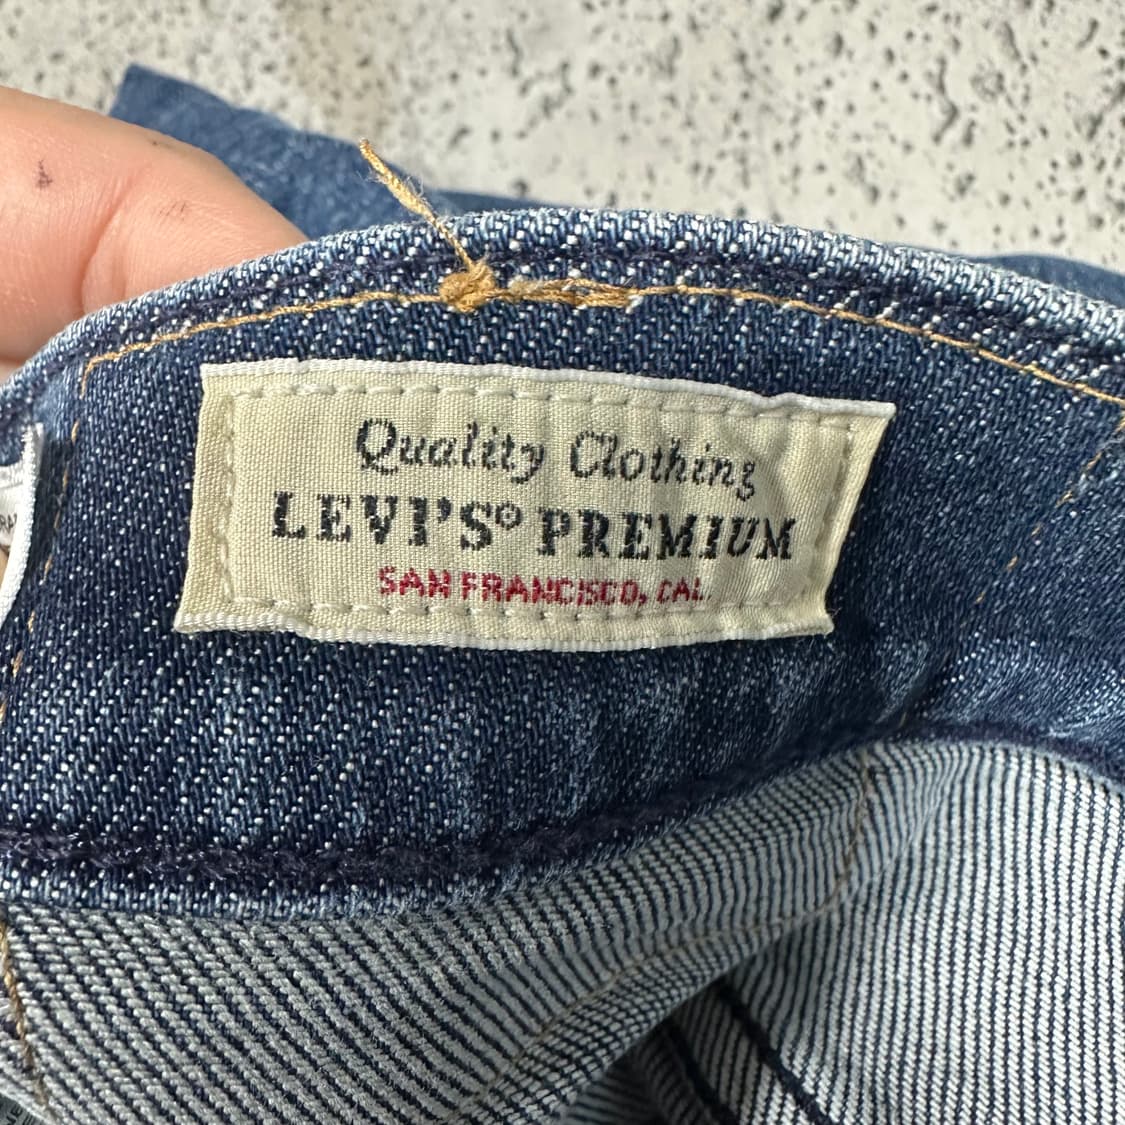 Quality Clothing
LEVI'S® PREMIUM
SAN FRANCISCO, CAL.